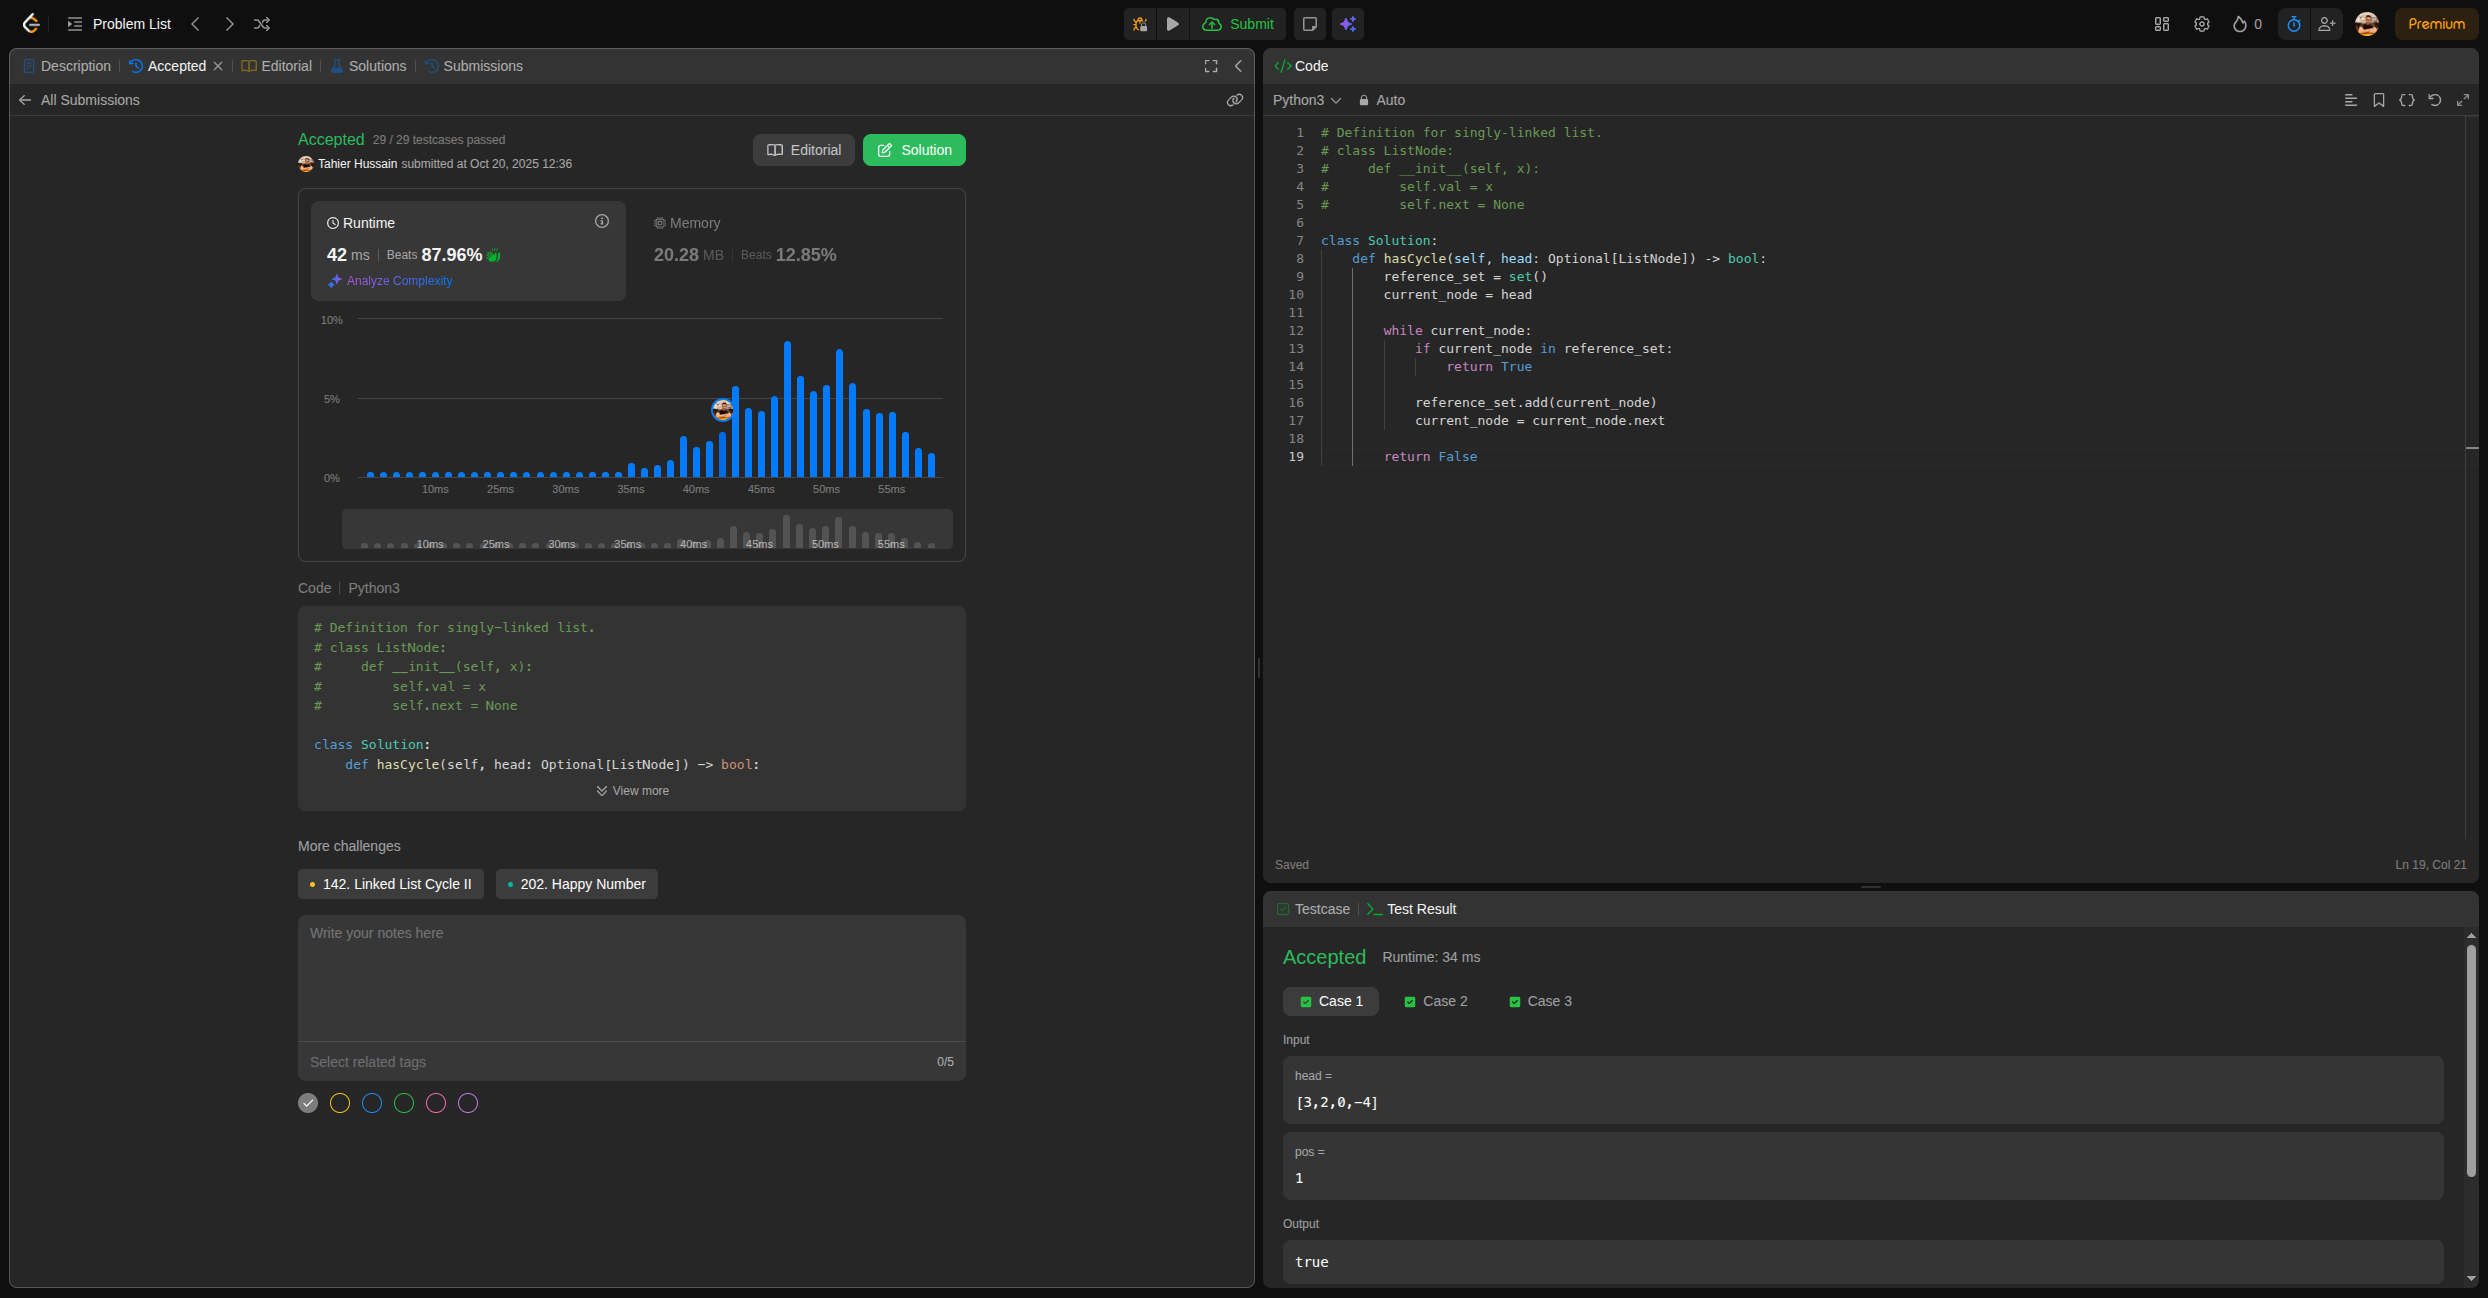 Problem List
Submit
0
Premium
Description | Accepted | Editorial | Solutions | Submissions
All Submissions
Accepted 29 / 29 testcases passed
Tahier Hussain submitted at Oct 20, 2025 12:36
Editorial
Solution
Runtime
42 ms | Beats 87.96%
Analyze Complexity
Memory
20.28 MB | Beats 12.85%
10%
5%
0%
10ms 25ms 30ms 35ms 40ms 45ms 50ms 55ms
10ms 25ms 30ms 35ms 40ms 45ms 50ms 55ms
Code | Python3
# Definition for singly-linked list.
# class ListNode:
#     def __init__(self, x):
#         self.val = x
#         self.next = None
class Solution:
    def hasCycle(self, head: Optional[ListNode]) -> bool:
View more
More challenges
142. Linked List Cycle II
202. Happy Number
Write your notes here
Select related tags
0/5
</> Code
Python3
Auto
1 # Definition for singly-linked list.
2 # class ListNode:
3 #     def __init__(self, x):
4 #         self.val = x
5 #         self.next = None
6
7 class Solution:
8     def hasCycle(self, head: Optional[ListNode]) -> bool:
9         reference_set = set()
10         current_node = head
11
12         while current_node:
13             if current_node in reference_set:
14                 return True
15
16             reference_set.add(current_node)
17             current_node = current_node.next
18
19         return False
Saved
Ln 19, Col 21
Testcase | >_ Test Result
Accepted Runtime: 34 ms
Case 1 Case 2 Case 3
Input
head =
[3,2,0,-4]
pos =
1
Output
true